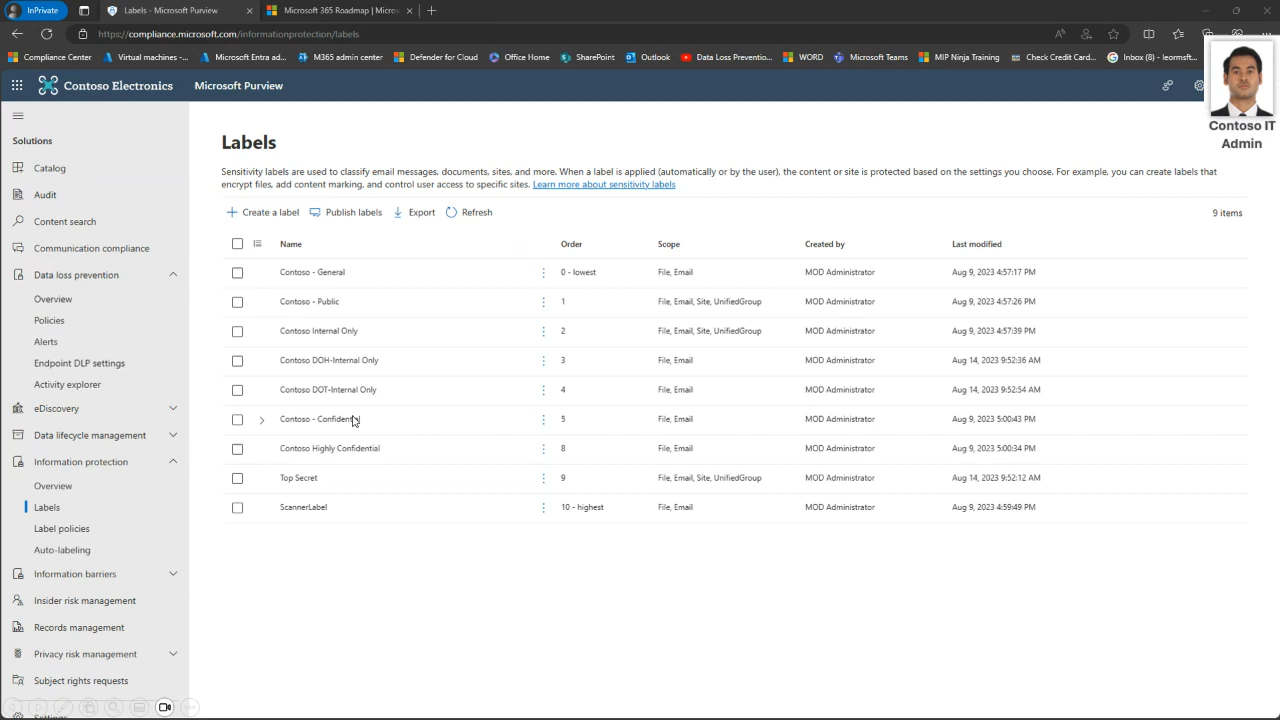 InPrivate
Labels - Microsoft Purview
Microsoft 365 Roadmap | Micros
https://compliance.microsoft.com/informationprotection/labels
Compliance Center
Virtual machines -...
Microsoft Entra ad...
M365 admin center
Defender for Cloud
Office Home
SharePoint
Outlook
Data Loss Preventio...
WORD
Microsoft Teams
MIP Ninja Training
Check Credit Card...
Inbox (8) - leormsft...
Contoso Electronics
Microsoft Purview
Contoso IT
Admin
Solutions
Catalog
Audit
Content search
Communication compliance
Data loss prevention
Overview
Policies
Alerts
Endpoint DLP settings
Activity explorer
eDiscovery
Data lifecycle management
Information protection
Overview
Labels
Label policies
Auto-labeling
Information barriers
Insider risk management
Records management
Privacy risk management
Subject rights requests
Settings
Labels
Sensitivity labels are used to classify email messages, documents, sites, and more. When a label is applied (automatically or by the user), the content or site is protected based on the settings you choose. For example, you can create labels that
encrypt files, add content marking, and control user access to specific sites. Learn more about sensitivity labels
Create a label Publish labels Export Refresh 9 items
Name Order Scope Created by Last modified
Contoso - General 0 - lowest File, Email MOD Administrator Aug 9, 2023 4:57:17 PM
Contoso - Public 1 File, Email, Site, UnifiedGroup MOD Administrator Aug 9, 2023 4:57:26 PM
Contoso Internal Only 2 File, Email, Site, UnifiedGroup MOD Administrator Aug 9, 2023 4:57:39 PM
Contoso DOH-Internal Only 3 File, Email MOD Administrator Aug 14, 2023 9:52:36 AM
Contoso DOT-Internal Only 4 File, Email MOD Administrator Aug 14, 2023 9:52:54 AM
Contoso - Confidential 5 File, Email MOD Administrator Aug 9, 2023 5:00:43 PM
Contoso Highly Confidential 8 File, Email MOD Administrator Aug 9, 2023 5:00:34 PM
Top Secret 9 File, Email, Site, UnifiedGroup MOD Administrator Aug 14, 2023 9:52:12 AM
ScannerLabel 10 - highest File, Email MOD Administrator Aug 9, 2023 4:59:49 PM